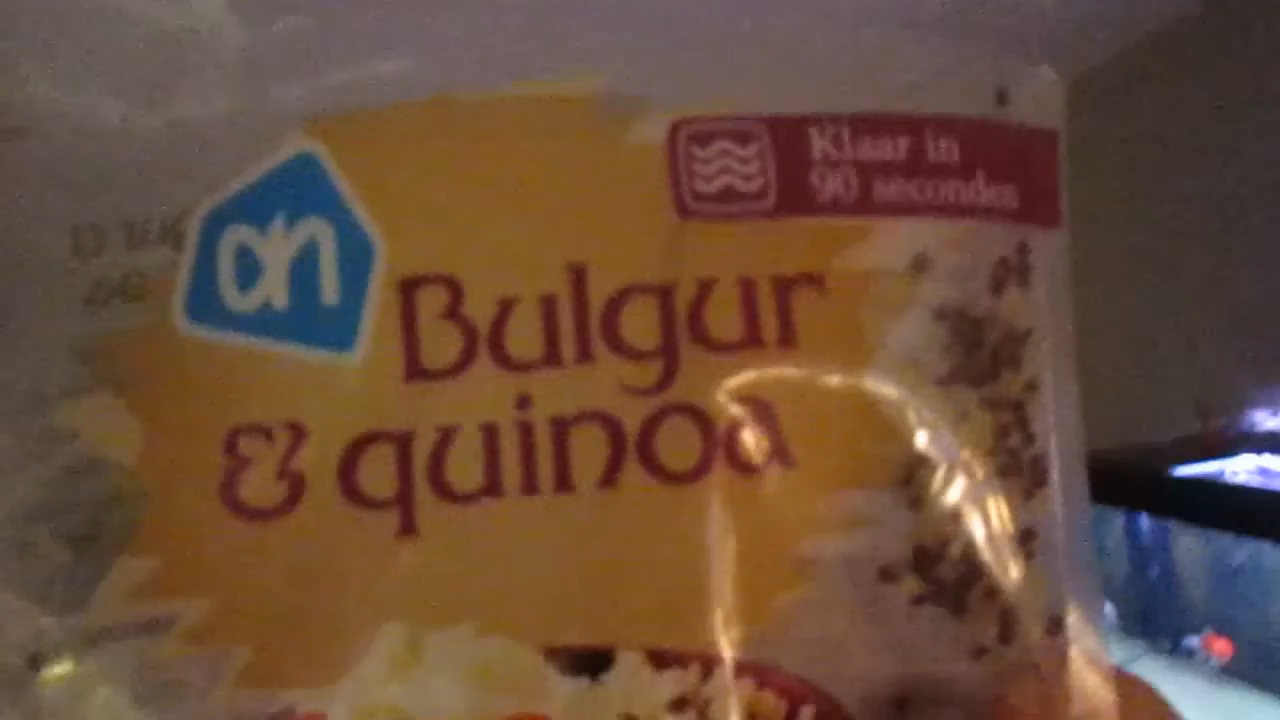 Klaar in
90 seconden
ah
Bulgur
& quinoa